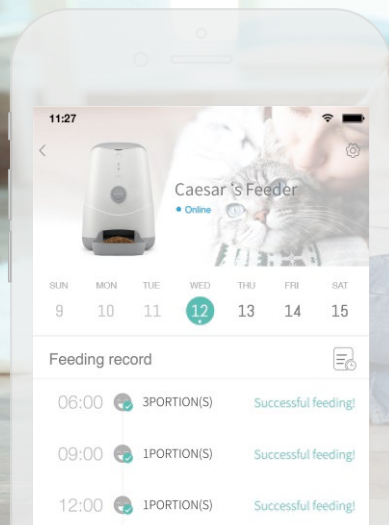 11:27
Caesar 's Feeder
Online
SUN MON TUE WED THU FRI SAT
9 10 11 12 13 14 15
Feeding record
06:00 3PORTION(S) Successful feeding!
09:00 1PORTION(S) Successful feeding!
12:00 1PORTION(S) Successful feeding!